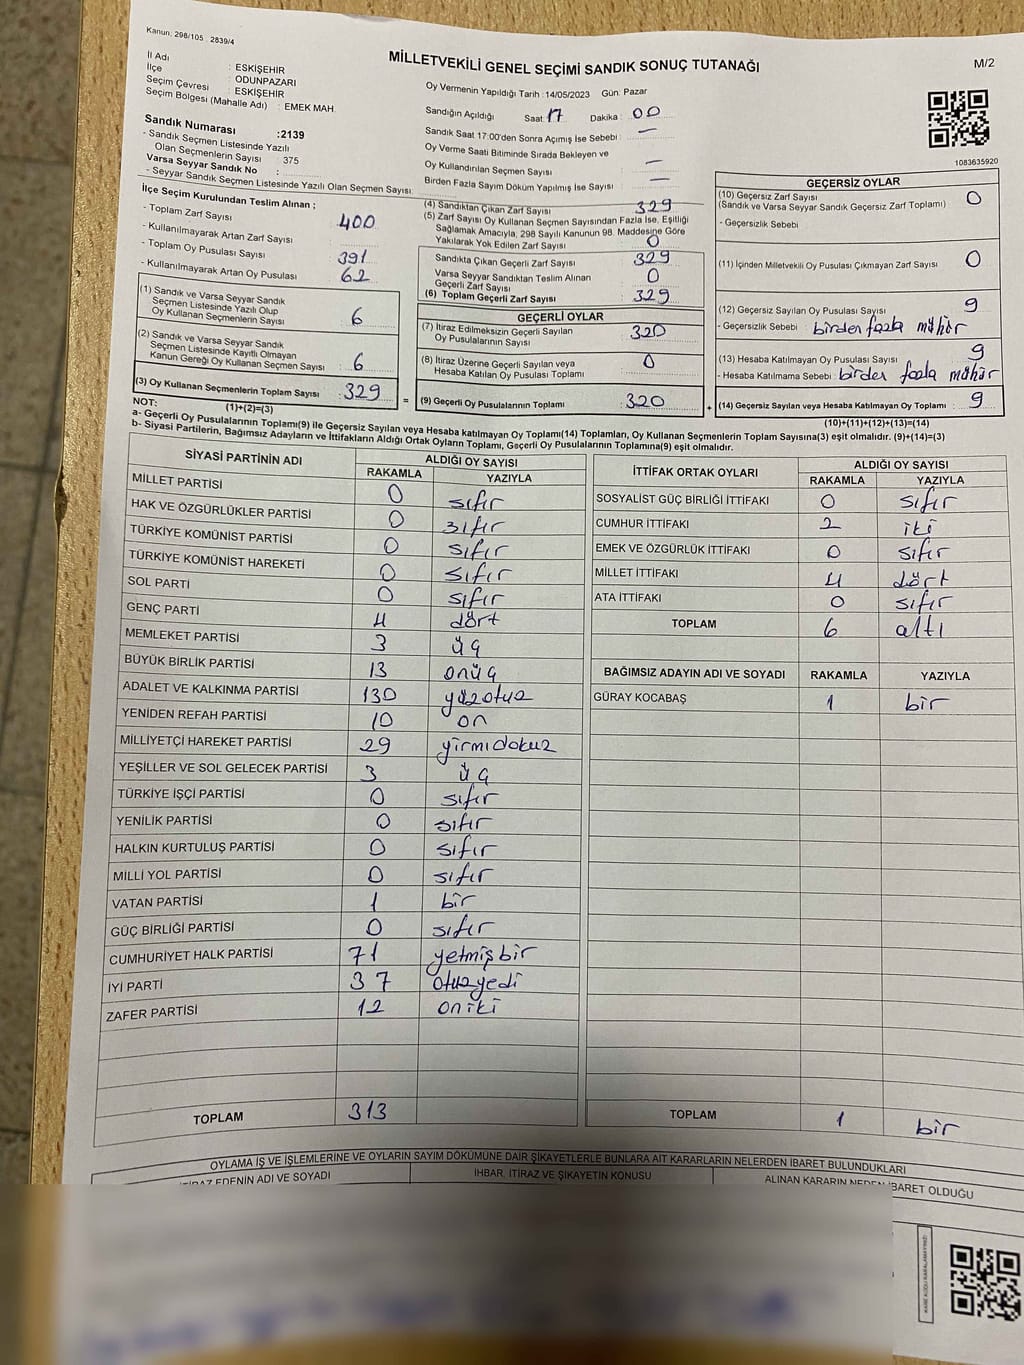 Kanun: 298/105 2839/4
MİLLETVEKİLİ GENEL SEÇİMİ SANDIK SONUÇ TUTANAĞI
M/2
İl Adı : ESKİŞEHİR
İlçe : ODUNPAZARI
Seçim Çevresi : ESKİŞEHİR
Seçim Bölgesi (Mahalle Adı) : EMEK MAH.
Sandık Numarası :2139
- Sandık Seçmen Listesinde Yazılı
Olan Seçmenlerin Sayısı : 375
Varsa Seyyar Sandık No :
- Seyyar Sandık Seçmen Listesinde Yazılı Olan Seçmen Sayısı:
Oy Vermenin Yapıldığı Tarih :14/05/2023 Gün: Pazar
Sandığın Açıldığı Saat 17 Dakika : 00
Sandık Saat 17:00'den Sonra Açımış İse Sebebi : —
Oy Verme Saati Bitiminde Sırada Bekleyen ve
Oy Kullandırılan Seçmen Sayısı —
Birden Fazla Sayım Döküm Yapılmış İse Sayısı : —
1083635920
İlçe Seçim Kurulundan Teslim Alınan ;
- Toplam Zarf Sayısı : 400
- Kullanılmayarak Artan Zarf Sayısı :
- Toplam Oy Pusulası Sayısı : 391
- Kullanılmayarak Artan Oy Pusulası : 62
(1) Sandık ve Varsa Seyyar Sandık
Seçmen Listesinde Yazılı Olup
Oy Kullanan Seçmenlerin Sayısı : 6
(2) Sandık ve Varsa Seyyar Sandık
Seçmen Listesinde Kayıtlı Olmayan
Kanun Gereği Oy Kullanan Seçmen Sayısı : 6
(3) Oy Kullanan Seçmenlerin Toplam Sayısı : 329
(1)+(2)=(3)
(4) Sandıktan Çıkan Zarf Sayısı : 329
(5) Zarf Sayısı Oy Kullanan Seçmen Sayısından Fazla İse, Eşitliği
Sağlamak Amacıyla; 298 Sayılı Kanunun 98. Maddesine Göre
Yakılarak Yok Edilen Zarf Sayısı : 0
Sandıkta Çıkan Geçerli Zarf Sayısı : 329
Varsa Seyyar Sandıktan Teslim Alınan
Geçerli Zarf Sayısı : 0
(6) Toplam Geçerli Zarf Sayısı : 329
GEÇERLİ OYLAR
(7) İtiraz Edilmeksizin Geçerli Sayılan
Oy Pusulalarının Sayısı : 320
(8) İtiraz Üzerine Geçerli Sayılan veya
Hesaba Katılan Oy Pusulası Toplamı : 0
= (9) Geçerli Oy Pusulalarının Toplamı : 320 +
GEÇERSİZ OYLAR
(10) Geçersiz Zarf Sayısı : 0
(Sandık ve Varsa Seyyar Sandık Geçersiz Zarf Toplamı)
- Geçersizlik Sebebi :
(11) İçinden Milletvekili Oy Pusulası Çıkmayan Zarf Sayısı : 0
(12) Geçersiz Sayılan Oy Pusulası Sayısı : 9
- Geçersizlik Sebebi : birden fazla mühür
(13) Hesaba Katılmayan Oy Pusulası Sayısı : 9
- Hesaba Katılmama Sebebi : birden fazla mühür
(14) Geçersiz Sayılan veya Hesaba Katılmayan Oy Toplamı : 9
(10)+(11)+(12)+(13)=(14)
NOT:
a- Geçerli Oy Pusulalarının Toplamı(9) ile Geçersiz Sayılan veya Hesaba katılmayan Oy Toplamı(14) Toplamları, Oy Kullanan Seçmenlerin Toplam Sayısına(3) eşit olmalıdır. (9)+(14)=(3)
b- Siyasi Partilerin, Bağımsız Adayların ve İttifakların Aldığı Ortak Oyların Toplamı, Geçerli Oy Pusulalarının Toplamına(9) eşit olmalıdır.
SİYASİ PARTİNİN ADI ALDIĞI OY SAYISI
RAKAMLA YAZIYLA
MİLLET PARTİSİ 0 sıfır
HAK VE ÖZGÜRLÜKLER PARTİSİ 0 sıfır
TÜRKİYE KOMÜNİST PARTİSİ 0 sıfır
TÜRKİYE KOMÜNİST HAREKETİ 0 sıfır
SOL PARTİ 0 sıfır
GENÇ PARTİ 4 dört
MEMLEKET PARTİSİ 3 üç
BÜYÜK BİRLİK PARTİSİ 13 onüç
ADALET VE KALKINMA PARTİSİ 130 yüzotuz
YENİDEN REFAH PARTİSİ 10 on
MİLLİYETÇİ HAREKET PARTİSİ 29 yirmidokuz
YEŞİLLER VE SOL GELECEK PARTİSİ 3 üç
TÜRKİYE İŞÇİ PARTİSİ 0 sıfır
YENİLİK PARTİSİ 0 sıfır
HALKIN KURTULUŞ PARTİSİ 0 sıfır
MİLLİ YOL PARTİSİ 0 sıfır
VATAN PARTİSİ 1 bir
GÜÇ BİRLİĞİ PARTİSİ 0 sıfır
CUMHURİYET HALK PARTİSİ 71 yetmişbir
İYİ PARTİ 37 otuzyedi
ZAFER PARTİSİ 12 oniki
TOPLAM 313
İTTİFAK ORTAK OYLARI ALDIĞI OY SAYISI
RAKAMLA YAZIYLA
SOSYALİST GÜÇ BİRLİĞİ İTTİFAKI 0 sıfır
CUMHUR İTTİFAKI 2 iki
EMEK VE ÖZGÜRLÜK İTTİFAKI 0 sıfır
MİLLET İTTİFAKI 4 dört
ATA İTTİFAKI 0 sıfır
TOPLAM 6 altı
BAĞIMSIZ ADAYIN ADI VE SOYADI RAKAMLA YAZIYLA
GÜRAY KOCABAŞ 1 bir
TOPLAM 1 bir
OYLAMA İŞ VE İŞLEMLERİNE VE OYLARIN SAYIM DÖKÜMÜNE DAİR ŞİKAYETLERLE BUNLARA AİT KARARLARIN NELERDEN İBARET BULUNDUKLARI
EDENİN ADI VE SOYADI İHBAR, İTİRAZ VE ŞİKAYETİN KONUSU ALINAN KARARIN NEDEN İBARET OLDUĞU